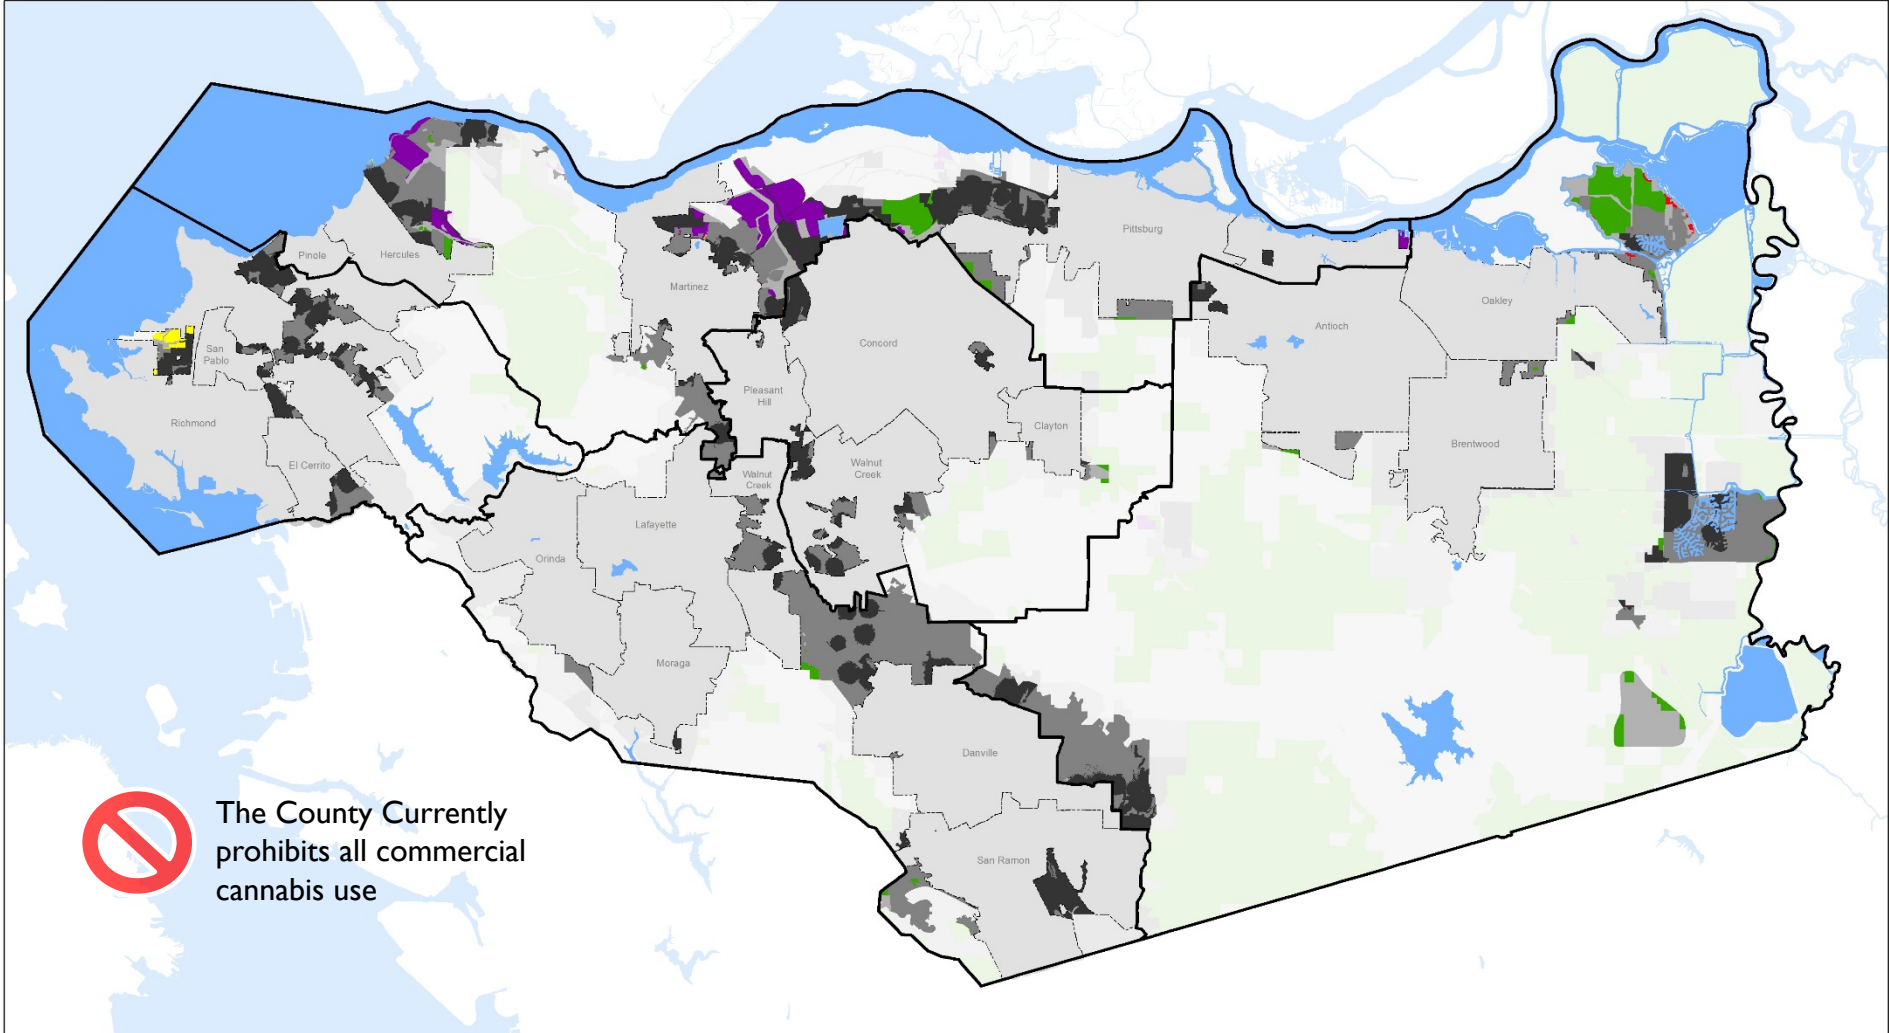 Pinole
Hercules
Martinez
Pittsburg
Oakley
Antioch
San
Pablo
Concord
Pleasant
Hill
Richmond
Clayton
Brentwood
El Cerrito
Walnut
Creek
Walnut
Creek
Lafayette
Orinda
Moraga
Danville
San Ramon
The County Currently
prohibits all commercial
cannabis use